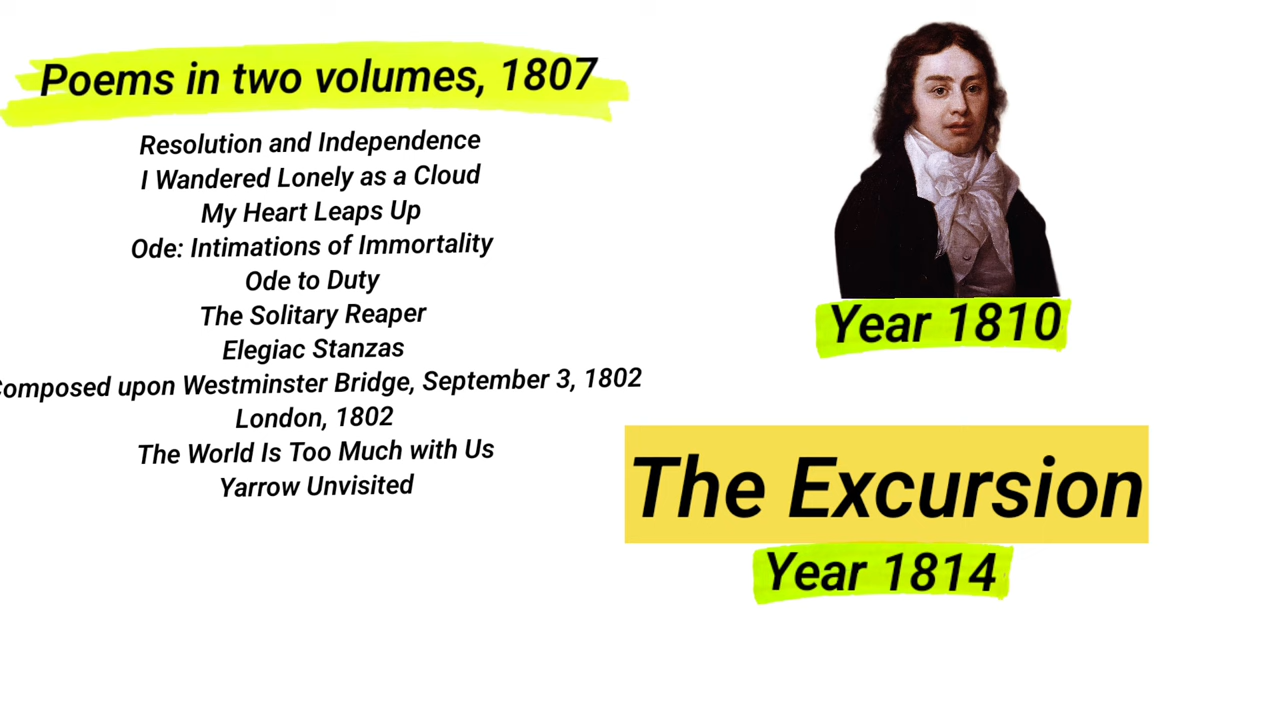 Poems in two volumes, 1807
Resolution and Independence
I Wandered Lonely as a Cloud
My Heart Leaps Up
Ode: Intimations of Immortality
Ode to Duty
The Solitary Reaper
Elegiac Stanzas
Composed upon Westminster Bridge, September 3, 1802
London, 1802
The World Is Too Much with Us
Yarrow Unvisited
Year 1810
The Excursion
Year 1814